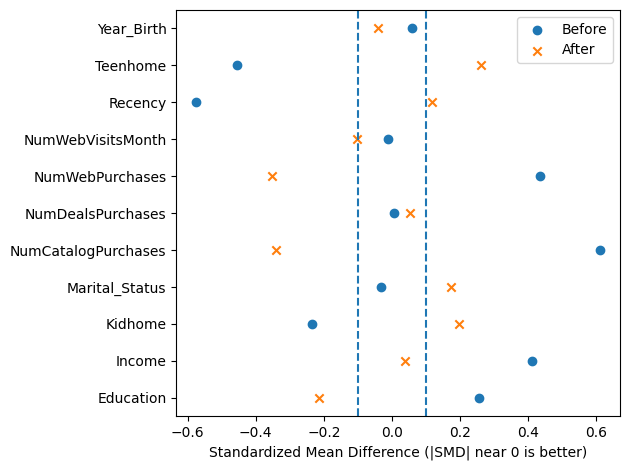 Before
After
Year_Birth
Teenhome
Recency
NumWebVisitsMonth
NumWebPurchases
NumDealsPurchases
NumCatalogPurchases
Marital_Status
Kidhome
Income
Education
−0.6 −0.4 −0.2 0.0 0.2 0.4 0.6
Standardized Mean Difference (|SMD| near 0 is better)